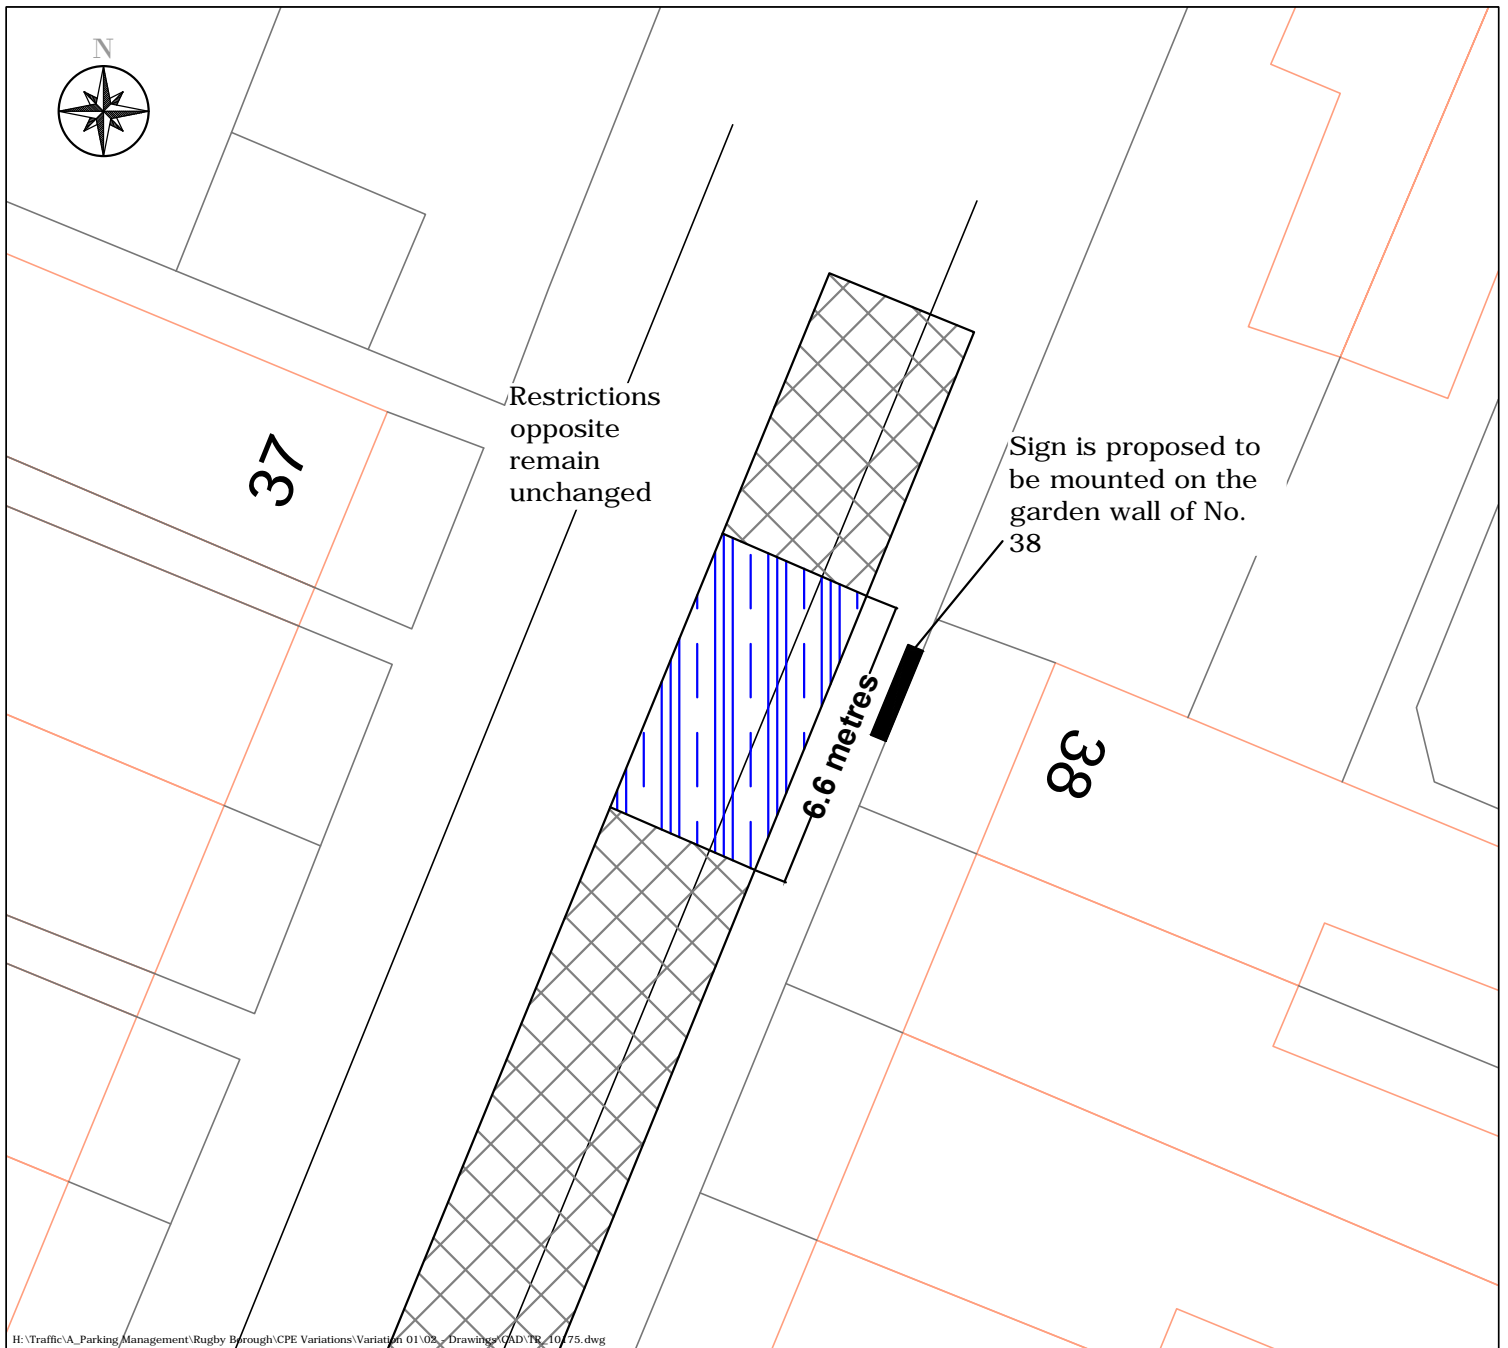 N
Restrictions
opposite
remain
unchanged
Sign is proposed to
be mounted on the
garden wall of No.
38
37
6.6 metres
38
H:\Traffic\A_Parking Management\Rugby Borough\CPE Variations\Variation 01\02 - Drawings\CAD\TR_10175.dwg